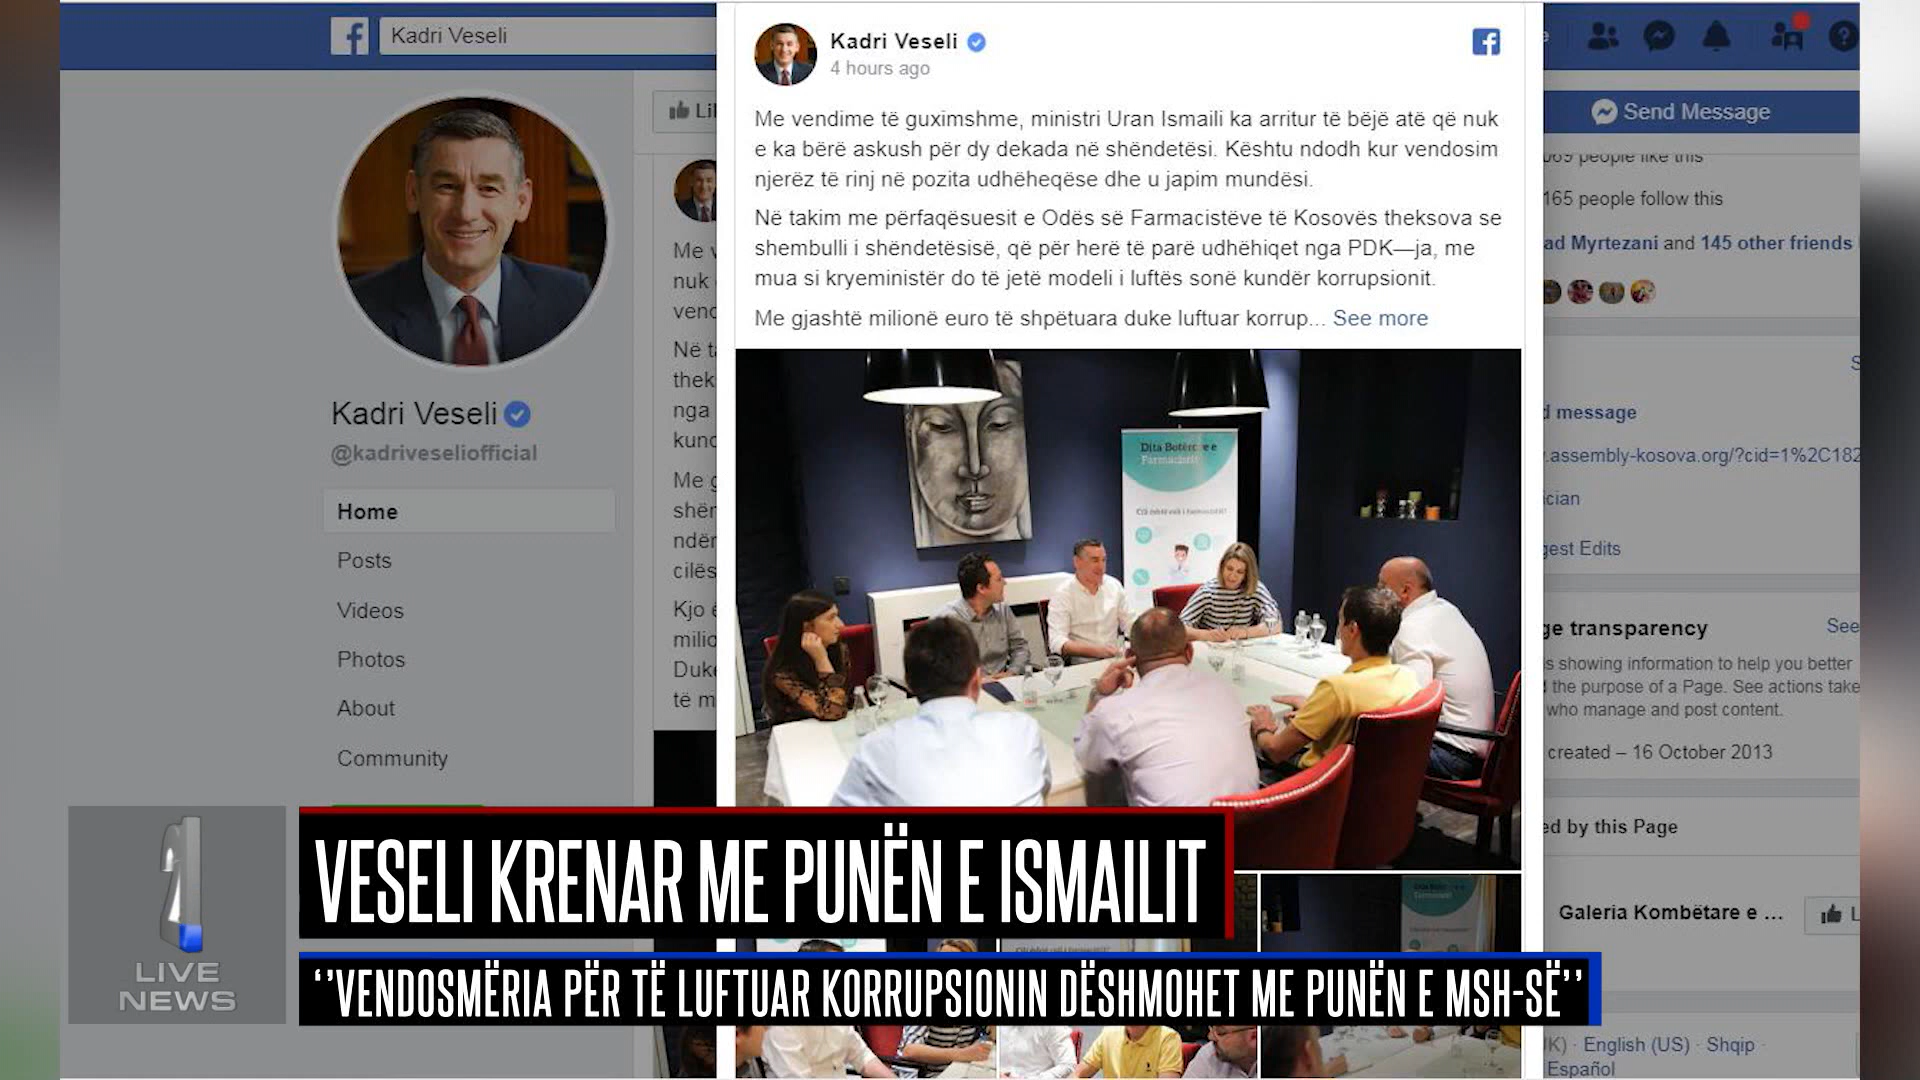 Kadri Veseli
Kadri Veseli
@kadriveseliofficial
Home
Posts
Videos
Photos
About
Community
Kadri Veseli
4 hours ago
Me vendime të guximshme, ministri Uran Ismaili ka arritur të bëjë atë që nuk
e ka bërë askush për dy dekada në shëndetësi. Kështu ndodh kur vendosim
njerëz të rinj në pozita udhëheqëse dhe u japim mundësi.
Në takim me përfaqësuesit e Odës së Farmacistëve të Kosovës theksova se
shembulli i shëndetësisë, që për herë të parë udhëhiqet nga PDK—ja, me
mua si kryeministër do të jetë modeli i luftës sonë kundër korrupsionit.
Me gjashtë milionë euro të shpëtuara duke luftuar korrup... See more
Dita Botërore e
Farmacistit
Send Message
people like this
165 people follow this
Myrtezani and 145 other friends
message
.assembly-kosova.org/?cid=1%2C182
Edits
transparency
See
showing information to help you better
the purpose of a Page. See actions take
who manage and post content.
created – 16 October 2013
by this Page
Galeria Kombëtare e ...
English (US) · Shqip ·
Español
LIVE
NEWS
VESELI KRENAR ME PUNËN E ISMAILIT
‘’VENDOSMËRIA PËR TË LUFTUAR KORRUPSIONIN DËSHMOHET ME PUNËN E MSH-SË’’